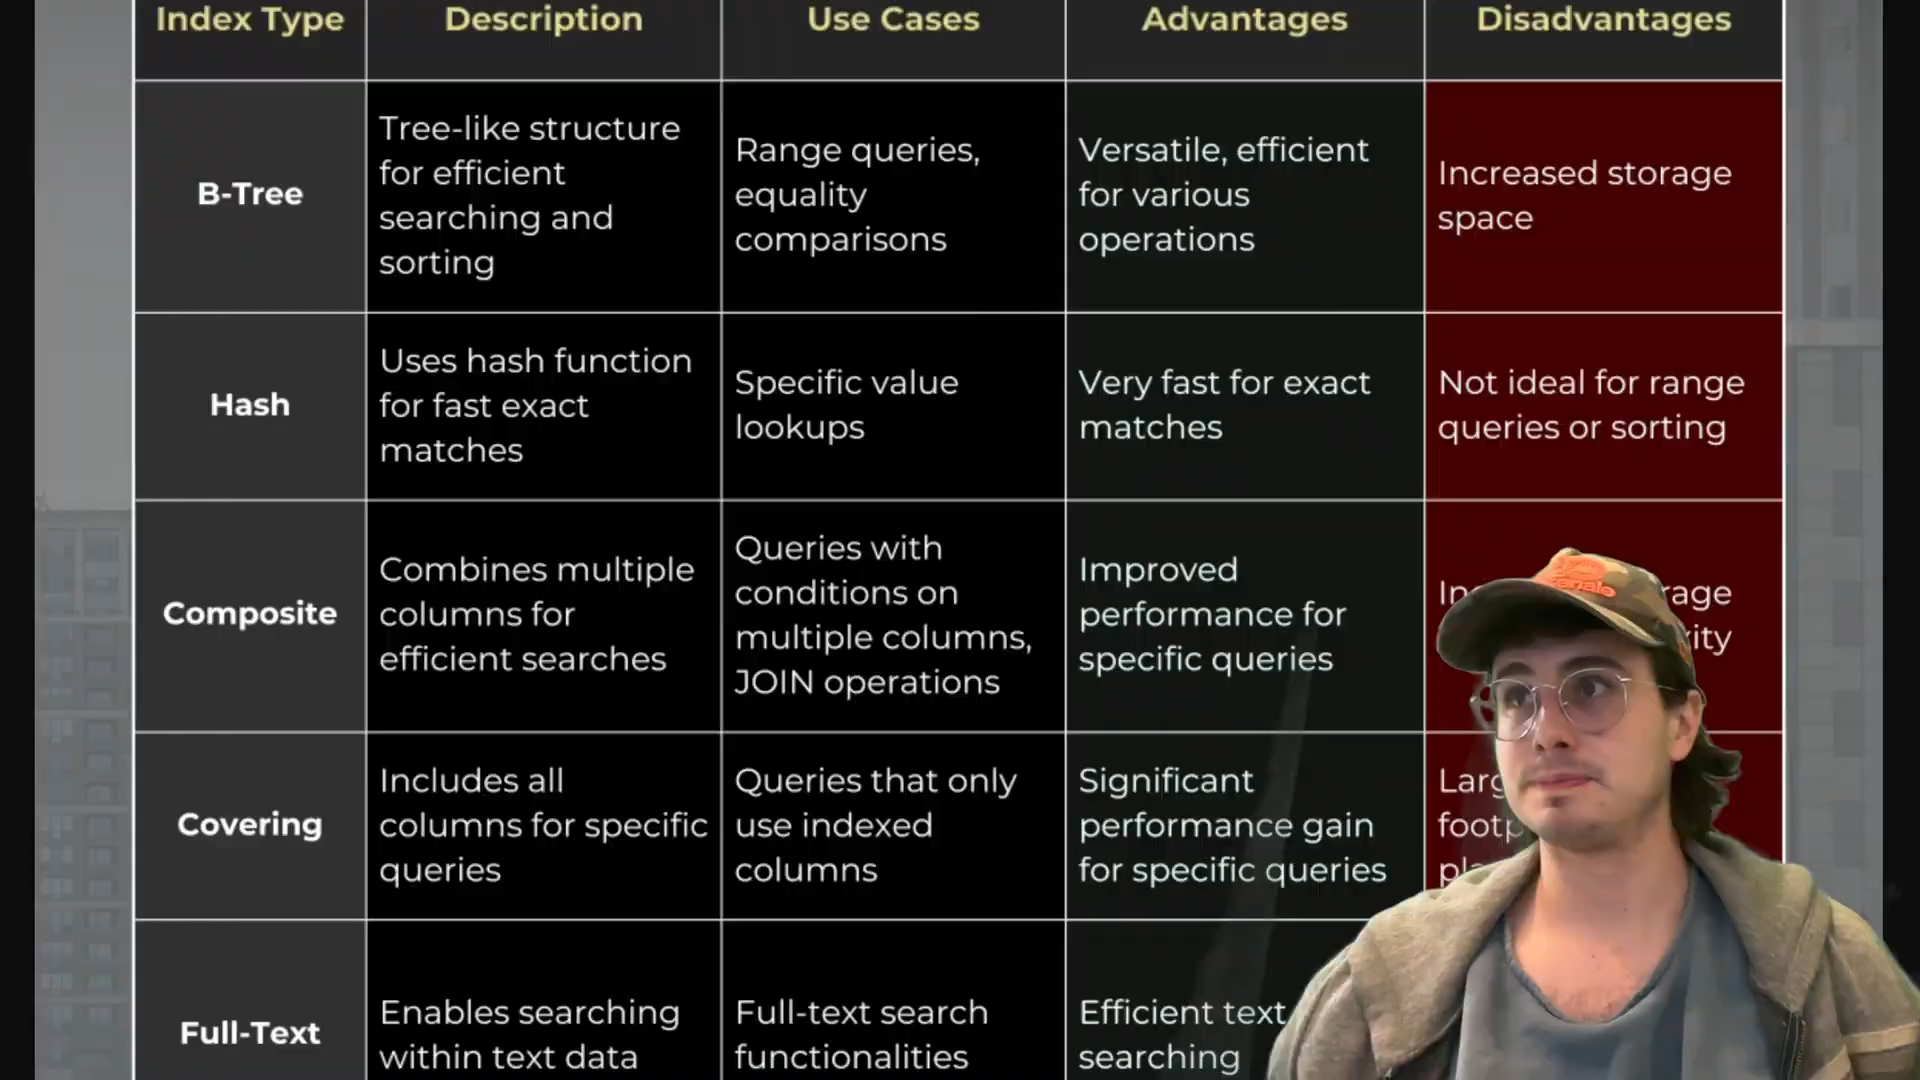 Index Type
Description
Use Cases
Advantages
Disadvantages
B-Tree
Tree-like structure
for efficient
searching and
sorting
Range queries,
equality
comparisons
Versatile, efficient
for various
operations
Increased storage
space
Hash
Uses hash function
for fast exact
matches
Specific value
lookups
Very fast for exact
matches
Not ideal for range
queries or sorting
Composite
Combines multiple
columns for
efficient searches
Queries with
conditions on
multiple columns,
JOIN operations
Improved
performance for
specific queries
Covering
Includes all
columns for specific
queries
Queries that only
use indexed
columns
Significant
performance gain
for specific queries
Full-Text
Enables searching
within text data
Full-text search
functionalities
Efficient text
searching